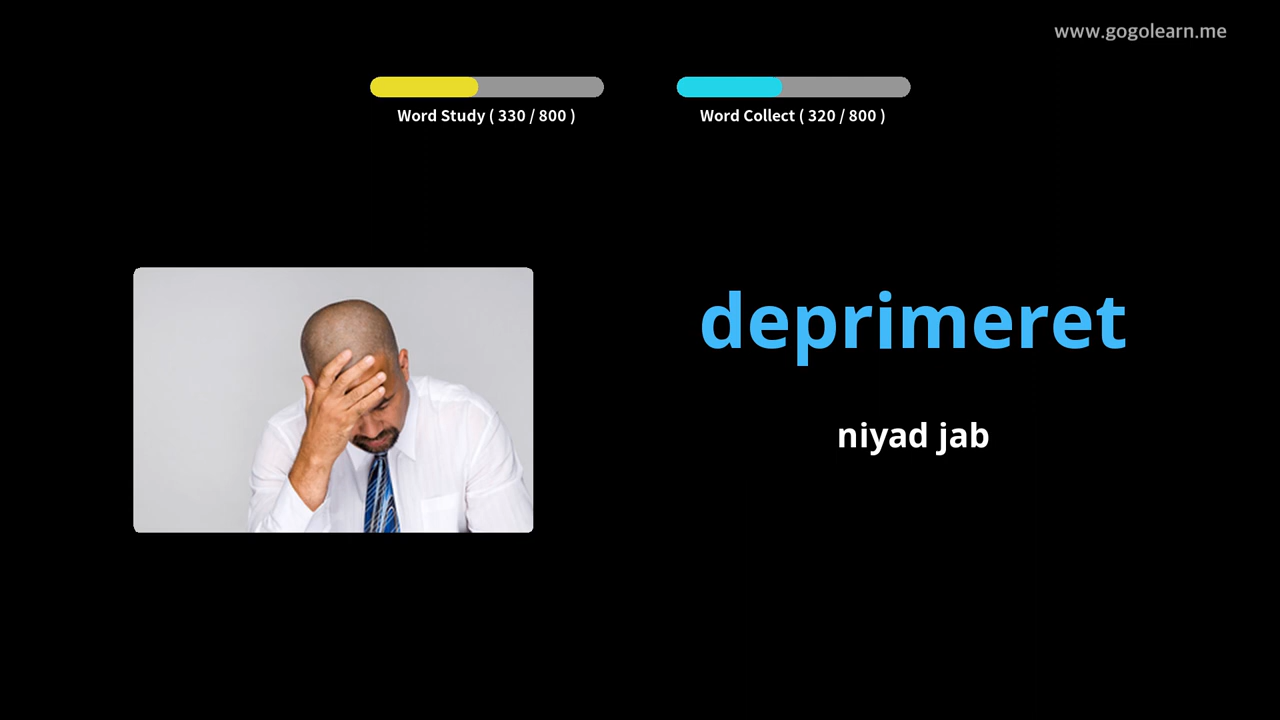 www.gogolearn.me
Word Study ( 330 / 800 )
Word Collect ( 320 / 800 )
deprimeret
niyad jab